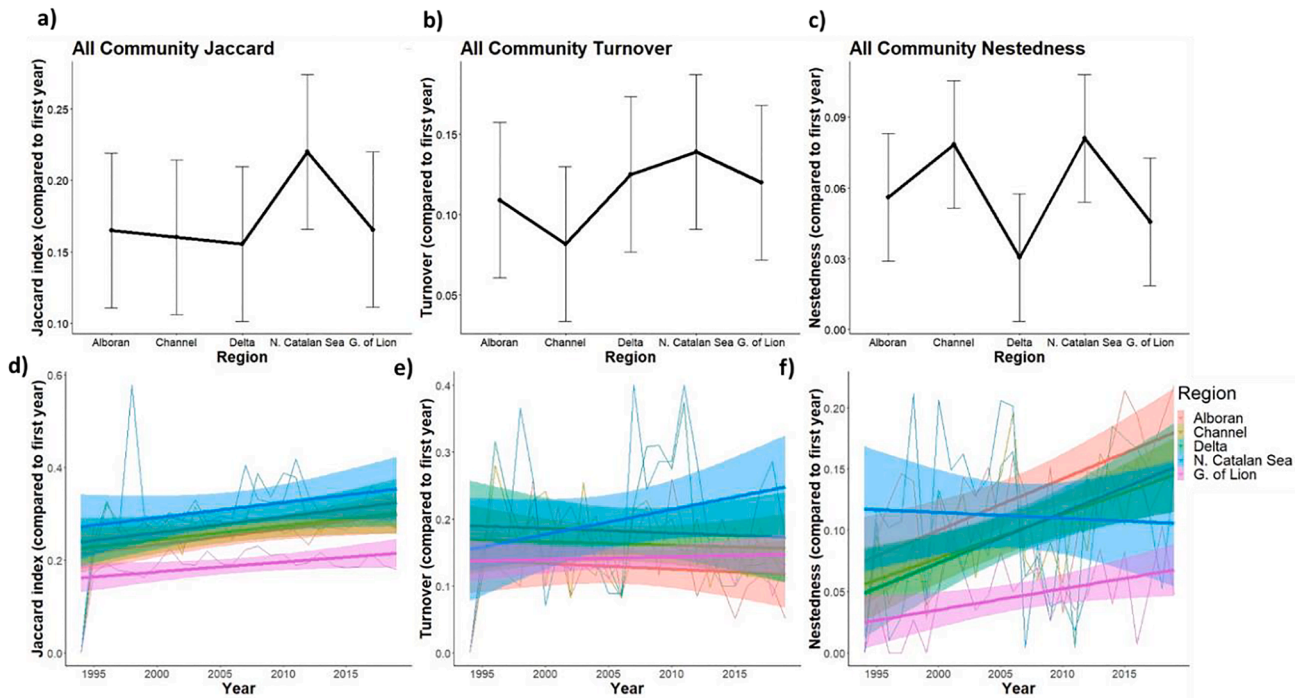 a)
All Community Jaccard
Jaccard index (compared to first year)
0.25
0.20
0.15
0.10
Alboran Channel Delta N. Catalan Sea G. of Lion
Region
b)
All Community Turnover
Turnover (compared to first year)
0.15
0.10
0.05
Alboran Channel Delta N. Catalan Sea G. of Lion
Region
c)
All Community Nestedness
Nestedness (compared to first year)
0.09
0.06
0.03
0.00
Alboran Channel Delta N. Catalan Sea G. of Lion
Region
d)
Jaccard index (compared to first year)
0.6
0.4
0.2
0.0
1995 2000 2005 2010 2015
Year
e)
Turnover (compared to first year)
0.4
0.3
0.2
0.1
0.0
1995 2000 2005 2010 2015
Year
f)
Nestedness (compared to first year)
0.20
0.15
0.10
0.05
0.00
1995 2000 2005 2010 2015
Year
Region
Alboran
Channel
Delta
N. Catalan Sea
G. of Lion